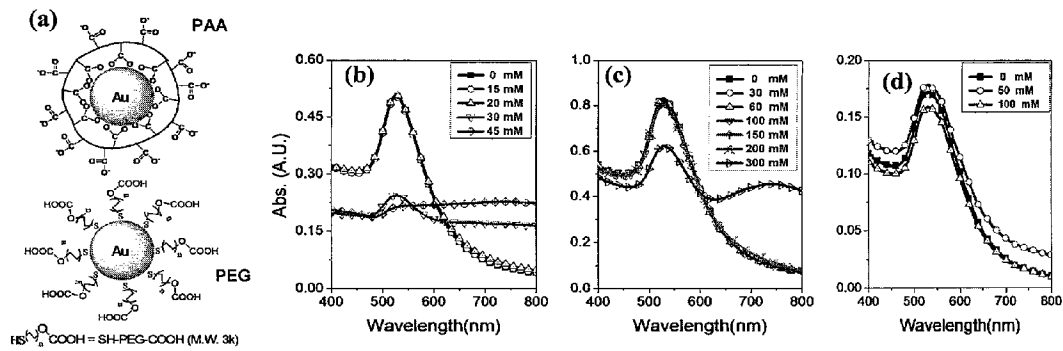 (a)
PAA
Au
HOOC
COOH
Au
PEG
HS COOH = SH-PEG-COOH (M.W. 3k)
(b)
0 mM
15 mM
20 mM
30 mM
45 mM
Abs. (A.U.)
0.60
0.45
0.30
0.15
0.00
400 500 600 700 800
Wavelength(nm)
(c)
0 mM
30 mM
60 mM
100 mM
150 mM
200 mM
300 mM
1.0
0.8
0.6
0.4
0.2
0.0
400 500 600 700 800
Wavelength(nm)
(d)
0 mM
50 mM
100 mM
0.20
0.15
0.10
0.05
0.00
400 500 600 700 800
Wavelength(nm)